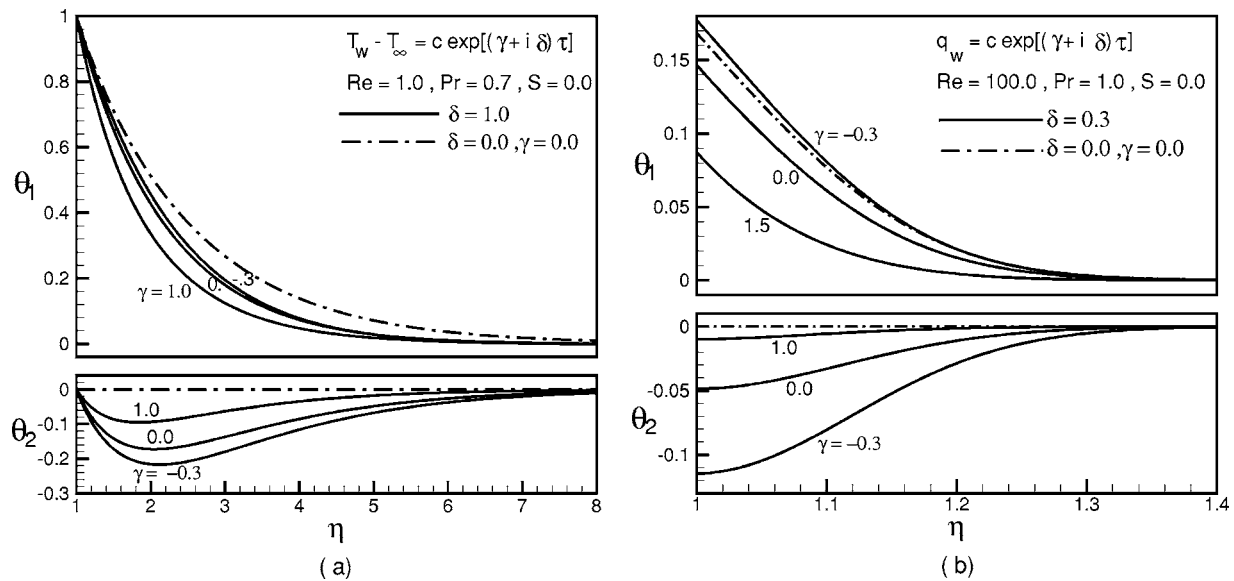 T_w - T_∞ = c exp[(γ+ i δ) τ]
Re = 1.0 , Pr = 0.7 , S = 0.0
δ = 1.0
δ = 0.0 ,γ = 0.0
1
0.8
0.6
θ₁
0.4
0.2
0
γ = 1.0
0.
-.3
0
-0.1
-0.2
-0.3
θ₂
1.0
0.0
γ = −0.3
1 2 3 4 5 6 7 8
η
( a)
q_w = c exp[(γ+ i δ) τ]
Re = 100.0 , Pr = 1.0 , S = 0.0
δ = 0.3
δ = 0.0 ,γ = 0.0
0.15
0.1
θ₁
0.05
0
γ = −0.3
0.0
1.5
0
-0.05
θ₂
-0.1
1.0
0.0
γ = −0.3
1 1.1 1.2 1.3 1.4
η
( b)